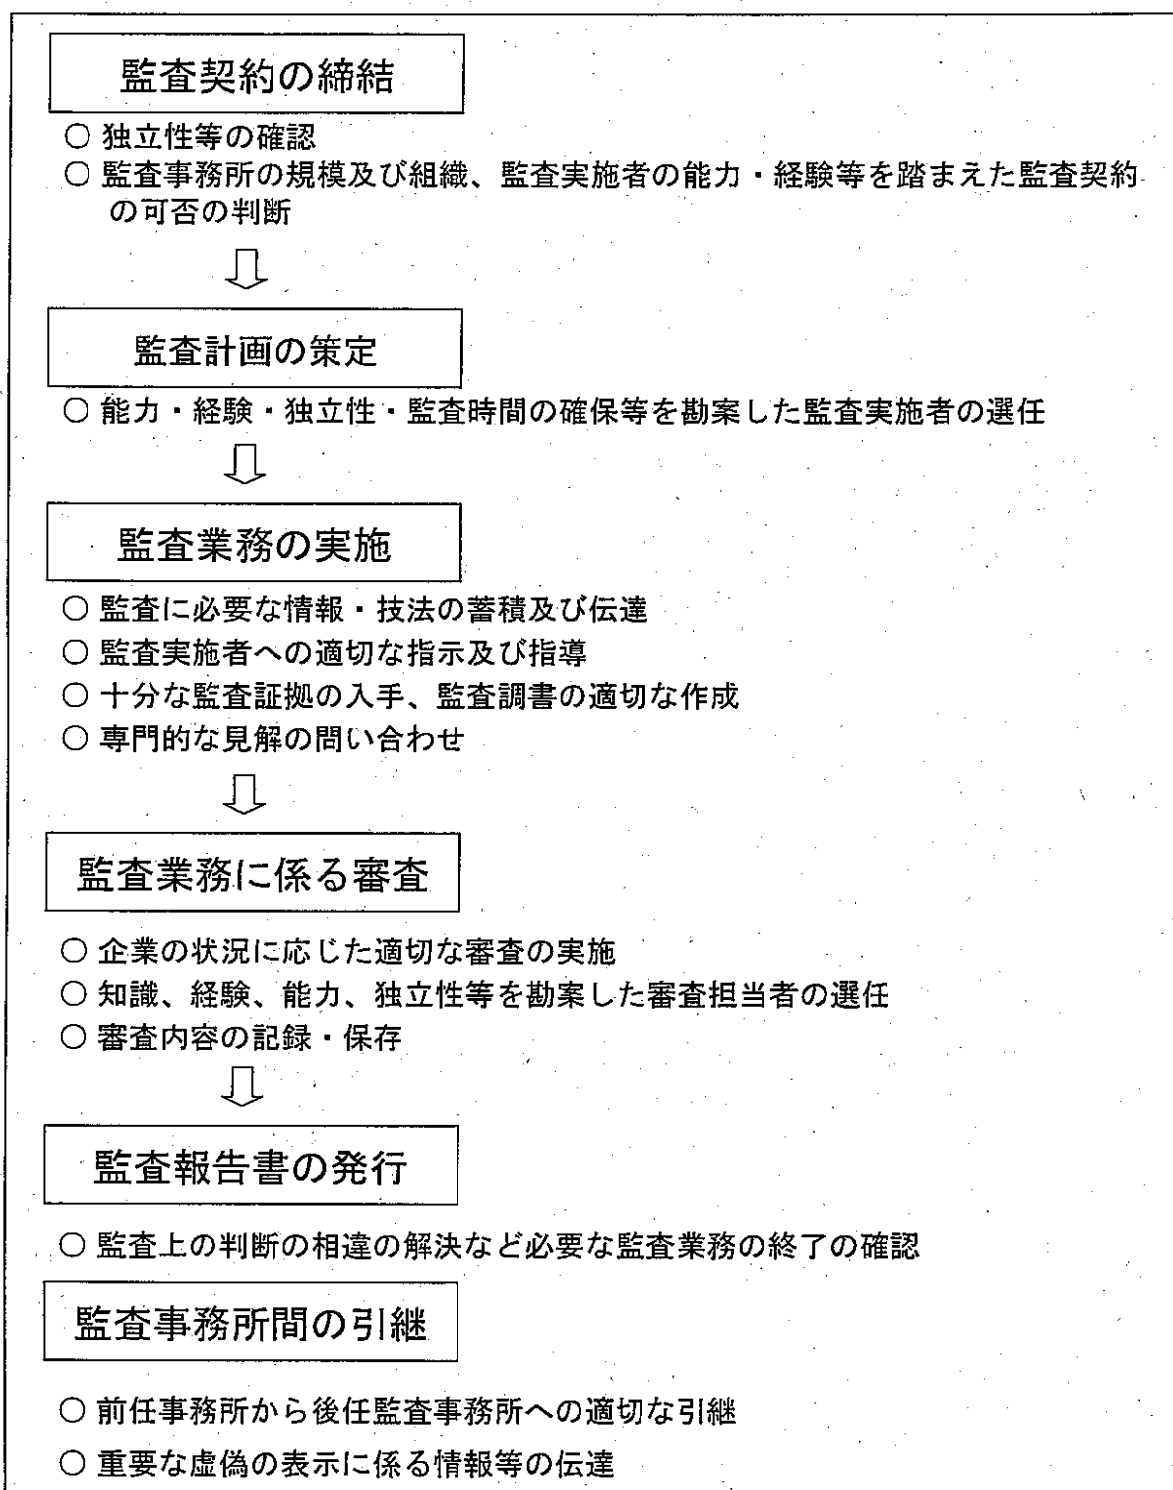 監査契約の締結
○ 独立性等の確認
○ 監査事務所の規模及び組織、監査実施者の能力・経験等を踏まえた監査契約
の可否の判断
監査計画の策定
○ 能力・経験・独立性・監査時間の確保等を勘案した監査実施者の選任
監査業務の実施
○ 監査に必要な情報・技法の蓄積及び伝達
○ 監査実施者への適切な指示及び指導
○ 十分な監査証拠の入手、監査調書の適切な作成
○ 専門的な見解の問い合わせ
監査業務に係る審査
○ 企業の状況に応じた適切な審査の実施
○ 知識、経験、能力、独立性等を勘案した審査担当者の選任
○ 審査内容の記録・保存
監査報告書の発行
○ 監査上の判断の相違の解決など必要な監査業務の終了の確認
監査事務所間の引継
○ 前任事務所から後任監査事務所への適切な引継
○ 重要な虚偽の表示に係る情報等の伝達